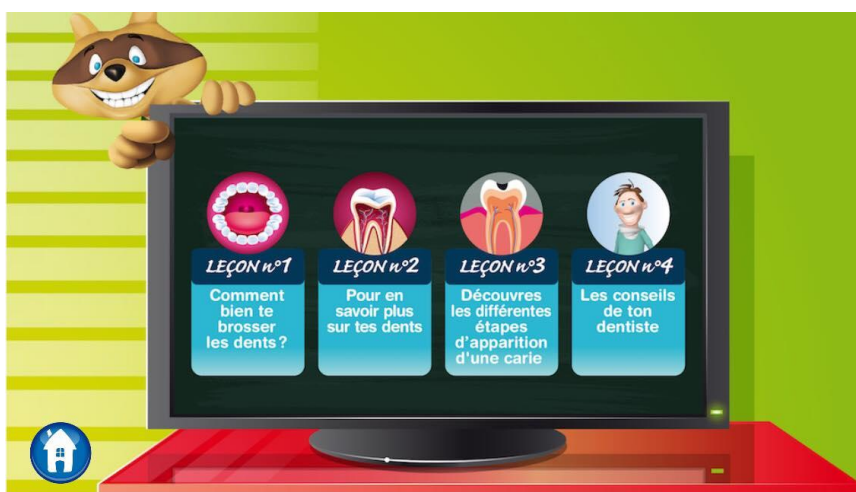 LEÇON n°1
Comment
bien te
brosser
les dents ?
LEÇON n°2
Pour en
savoir plus
sur tes dents
LEÇON n°3
Découvres
les différentes
étapes
d'apparition
d'une carie
LEÇON n°4
Les conseils
de ton
dentiste